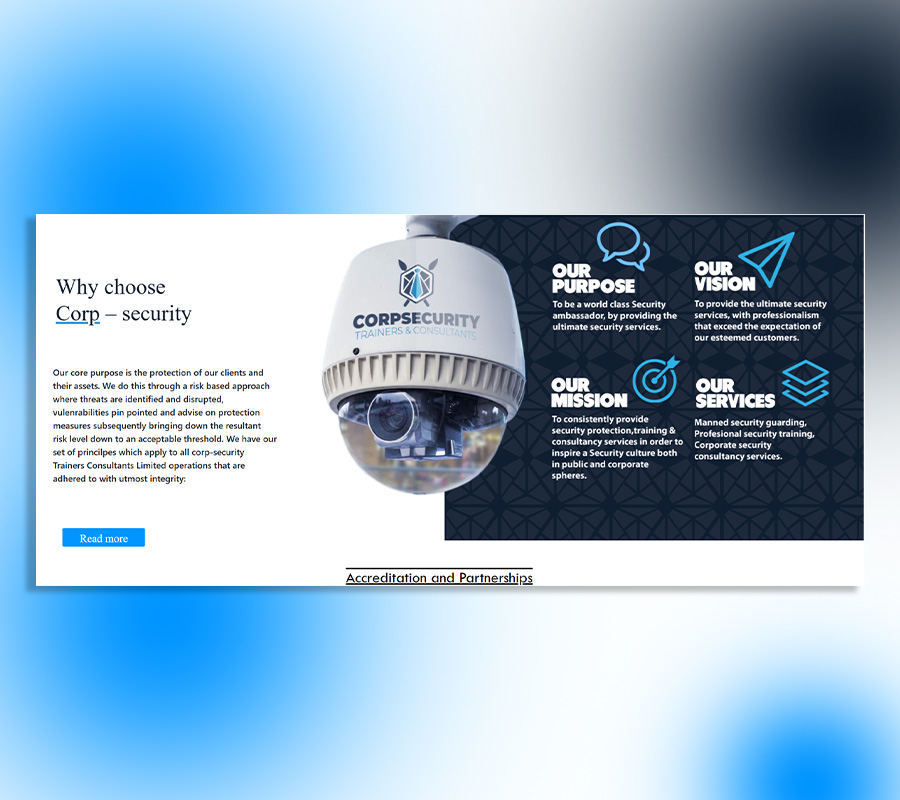 Why choose
Corp – security
Our core purpose is the protection of our clients and
their assets. We do this through a risk based approach
where threats are identified and disrupted,
vulenrabilities pin pointed and advise on protection
measures subsequently bringing down the resultant
risk level down to an acceptable threshold. We have our
set of princilpes which apply to all corp-security
Trainers Consultants Limited operations that are
adhered to with utmost integrity:
Read more
CORPSECURITY
TRAINERS & CONSULTANTS
OUR
PURPOSE
To be a world class Security
ambassador, by providing the
ultimate security services.
OUR
VISION
To provide the ultimate security
services, with professionalism
that exceed the expectation of
our esteemed customers.
OUR
MISSION
To consistently provide
security protection,training &
consultancy services in order to
inspire a Security culture both
in public and corporate
spheres.
OUR
SERVICES
Manned security guarding,
Profesional security training,
Corporate security
consultancy services.
Accreditation and Partnerships